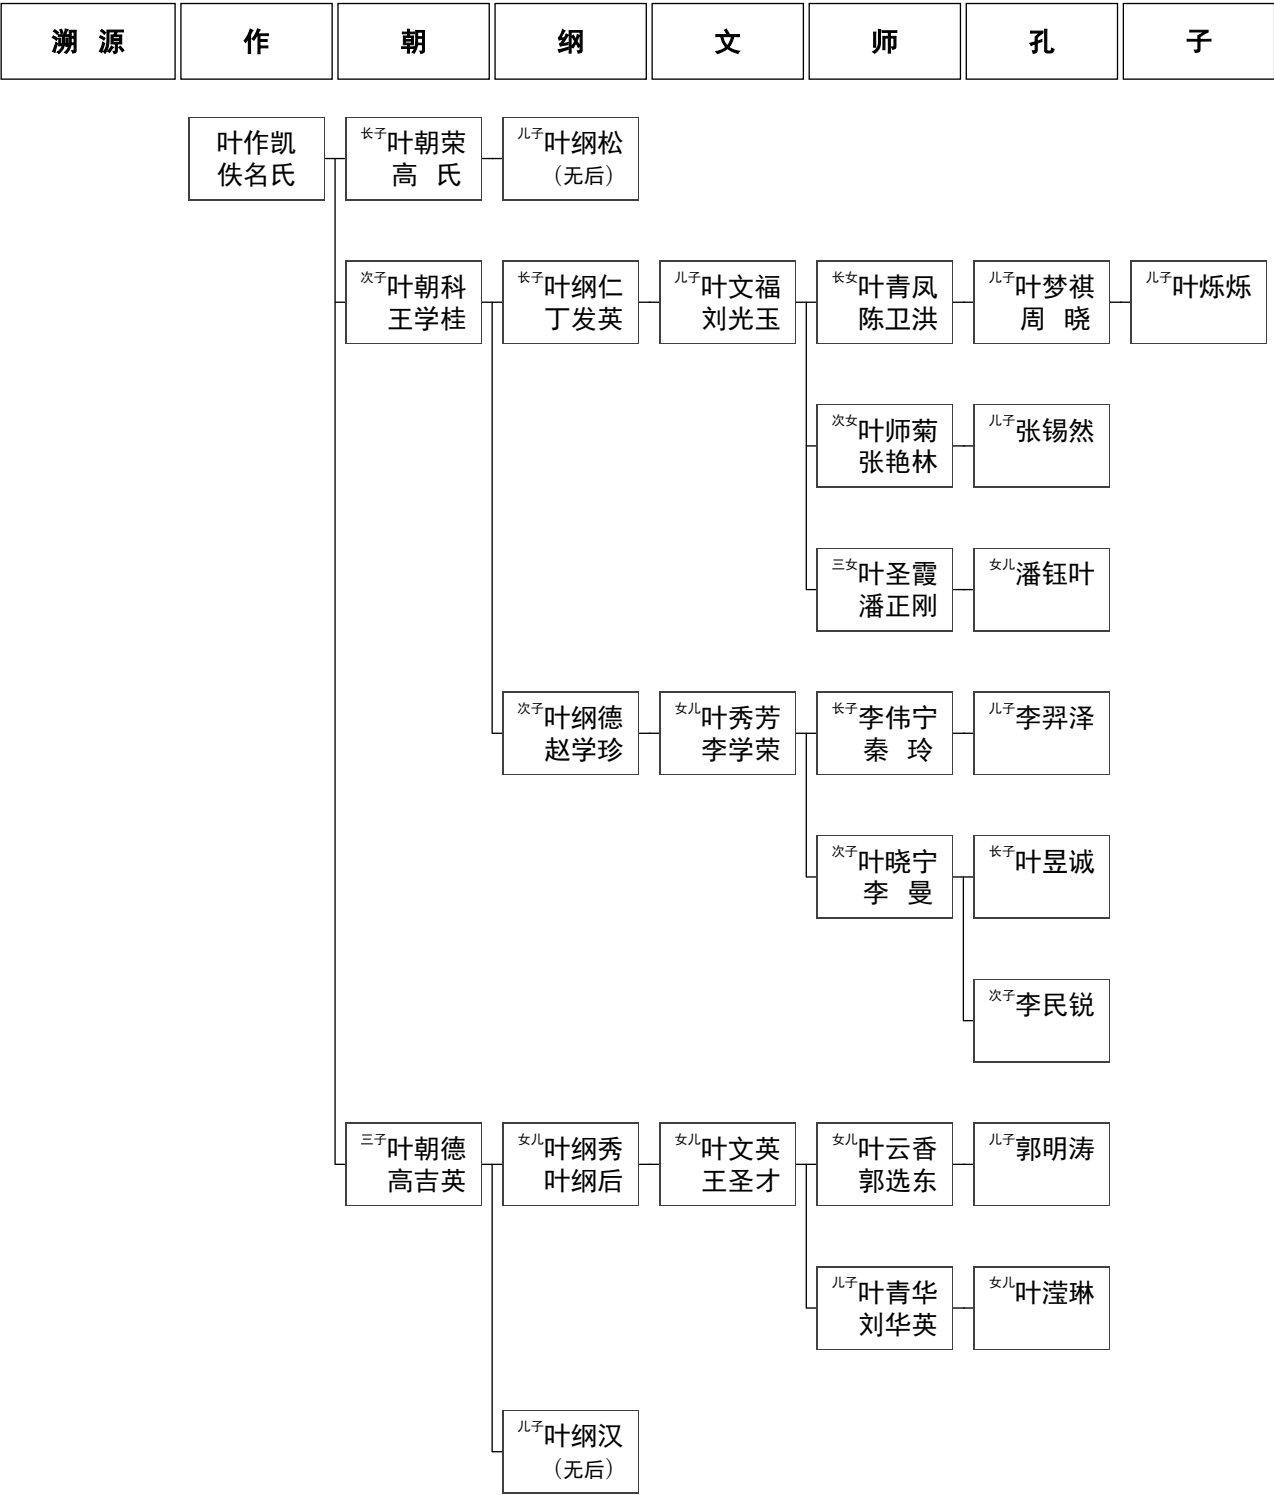 溯 源 作 朝 纲 文 师 孔 子
叶作凯 长子叶朝荣 儿子叶纲松
佚名氏 高 氏 （无后）
次子叶朝科 长子叶纲仁 儿子叶文福 长女叶青凤 儿子叶梦祺 儿子叶烁烁
王学桂 丁发英 刘光玉 陈卫洪 周 晓
次女叶师菊 儿子张锡然
张艳林
三女叶圣霞 女儿潘钰叶
潘正刚
次子叶纲德 女儿叶秀芳 长子李伟宁 儿子李羿泽
赵学珍 李学荣 秦 玲
次子叶晓宁 长子叶昱诚
李 曼
次子李民锐
三子叶朝德 女儿叶纲秀 女儿叶文英 女儿叶云香 儿子郭明涛
高吉英 叶纲后 王圣才 郭选东
儿子叶青华 女儿叶滢琳
刘华英
儿子叶纲汉
（无后）